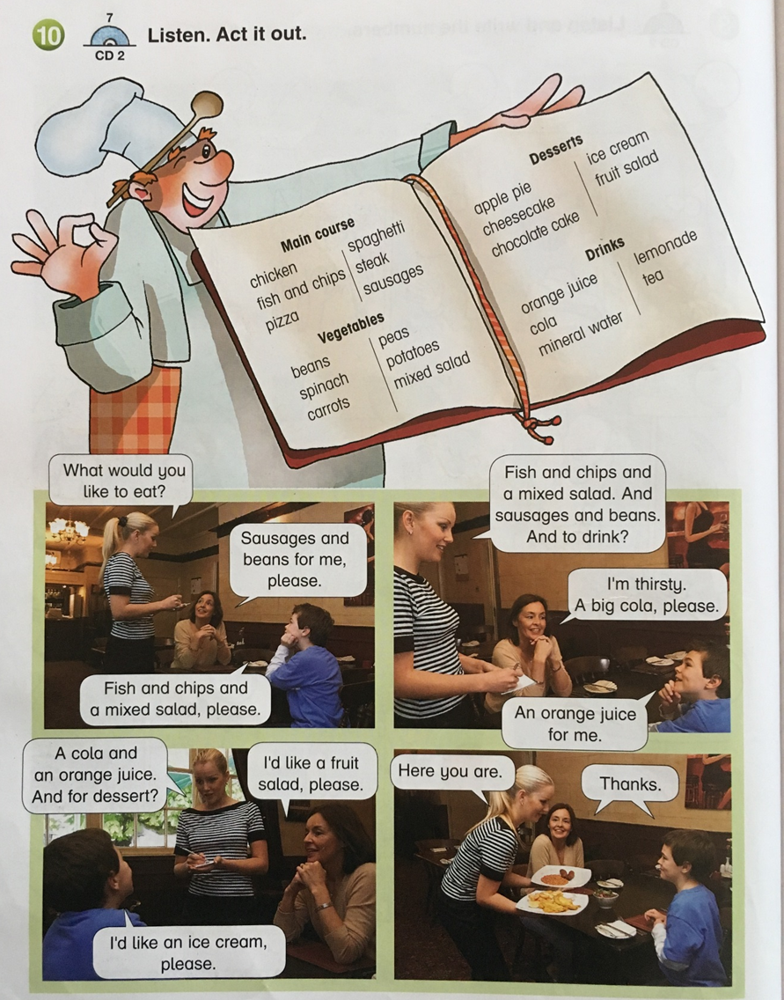 10
7
CD 2
Listen. Act it out.
Main course
chicken
fish and chips
pizza
spaghetti
steak
sausages
Vegetables
beans
spinach
carrots
peas
potatoes
mixed salad
Desserts
apple pie
cheesecake
chocolate cake
ice cream
fruit salad
Drinks
orange juice
cola
mineral water
lemonade
tea
What would you
like to eat?
Sausages and
beans for me,
please.
Fish and chips and
a mixed salad, please.
Fish and chips and
a mixed salad. And
sausages and beans.
And to drink?
I'm thirsty.
A big cola, please.
An orange juice
for me.
A cola and
an orange juice.
And for dessert?
I'd like a fruit
salad, please.
I'd like an ice cream,
please.
Here you are.
Thanks.